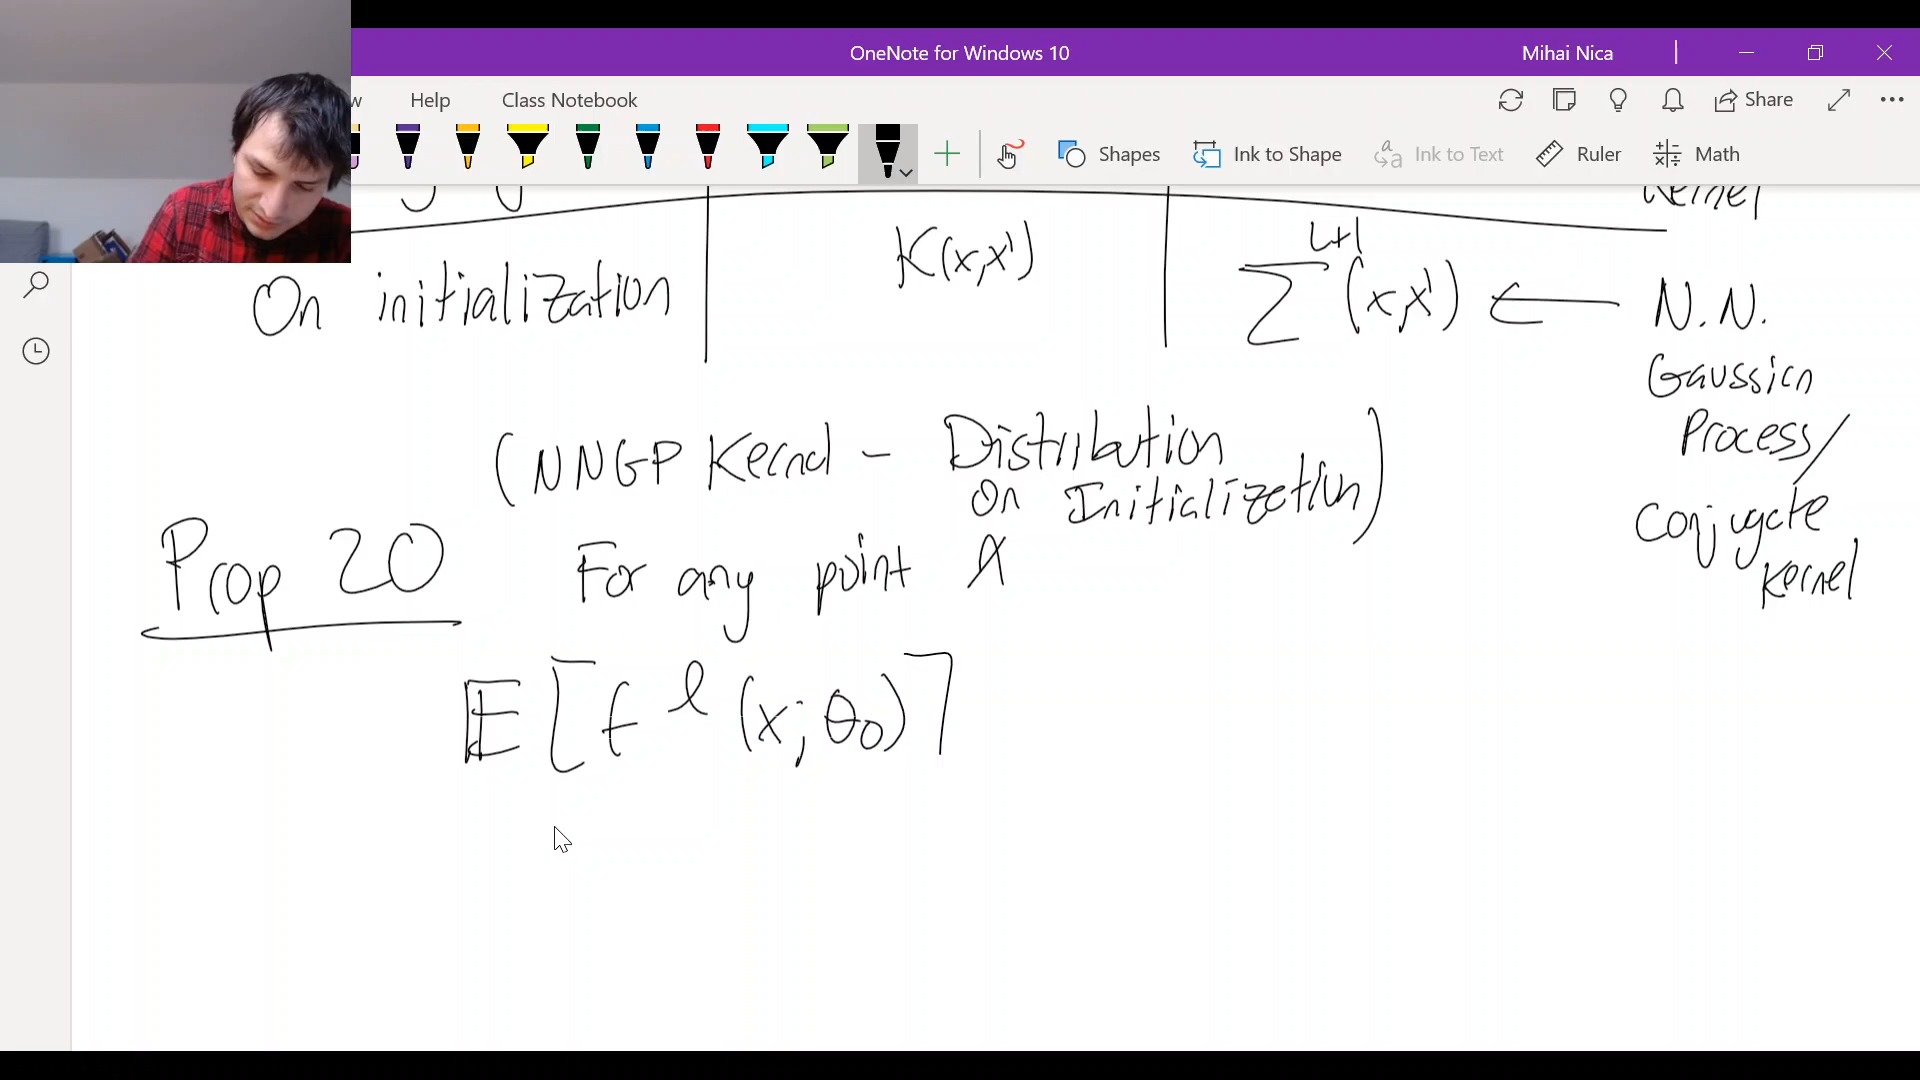 OneNote for Windows 10
Mihai Nica
Help
Class Notebook
Share
Shapes
Ink to Shape
Ink to Text
Ruler
Math
Kernel
On initialization
K(x,x')
Σ^{L+1}(x,x') ←
N.N.
Gaussian
Process/
Conjugate
Kernel
(NNGP Kernel - Distribution
On Initialization)
Prop 20
For any point
E[f^ℓ(x;θ₀)]